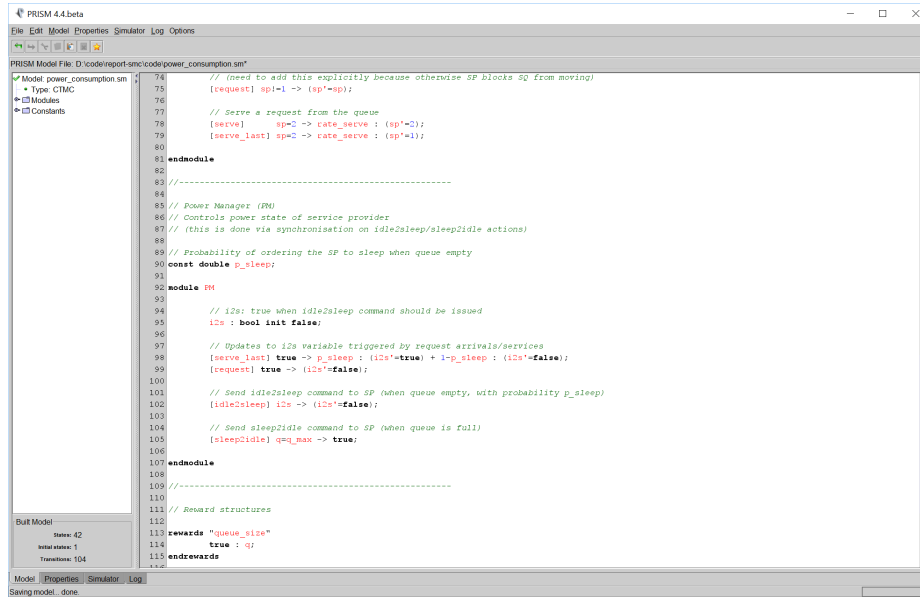 PRISM 4.4.beta
File Edit Model Properties Simulator Log Options
PRISM Model File: D:\code\report-smc\code\power_consumption.sm*
Model: power_consumption.sm
Type: CTMC
Modules
Constants
74 // (need to add this explicitly because otherwise SP blocks SQ from moving)
75 [request] sp!=1 -> (sp'=sp);
76
77 // Serve a request from the queue
78 [serve] sp=2 -> rate_serve : (sp'=2);
79 [serve_last] sp=2 -> rate_serve : (sp'=1);
80
81 endmodule
82
83 //-----------------------------------------------------
84
85 // Power Manager (PM)
86 // Controls power state of service provider
87 // (this is done via synchronisation on idle2sleep/sleep2idle actions)
88
89 // Probability of ordering the SP to sleep when queue empty
90 const double p_sleep;
91
92 module PM
93
94 // i2s: true when idle2sleep command should be issued
95 i2s : bool init false;
96
97 // Updates to i2s variable triggered by request arrivals/services
98 [serve_last] true -> p_sleep : (i2s'=true) + 1-p_sleep : (i2s'=false);
99 [request] true -> (i2s'=false);
100
101 // Send idle2sleep command to SP (when queue empty, with probability p_sleep)
102 [idle2sleep] i2s -> (i2s'=false);
103
104 // Send sleep2idle command to SP (when queue is full)
105 [sleep2idle] q=q_max -> true;
106
107 endmodule
108
109 //-----------------------------------------------------
110
111 // Reward structures
112
113 rewards "queue_size"
114 true : q;
115 endrewards
Built Model
States: 42
Initial states: 1
Transitions: 104
Model Properties Simulator Log
Saving model... done.